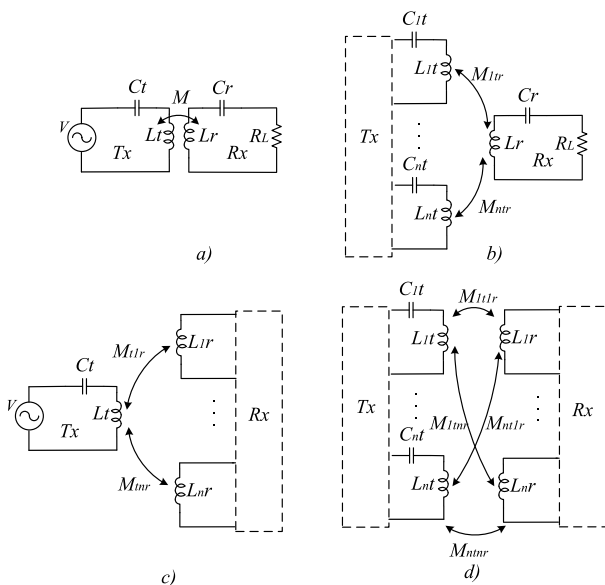 Ct
M
Cr
V
Lt
Lr
RL
Tx
Rx
a)
C1t
L1t
M1tr
Cr
Tx
Lr
RL
Rx
Cnt
Lnt
Mntr
b)
Ct
Mt1r
L1r
V
Lt
Tx
Rx
Mtnr
Lnr
c)
C1t
M1t1r
L1t
L1r
Tx
Rx
M1tnr
Mnt1r
Cnt
Lnt
Lnr
Mntnr
d)